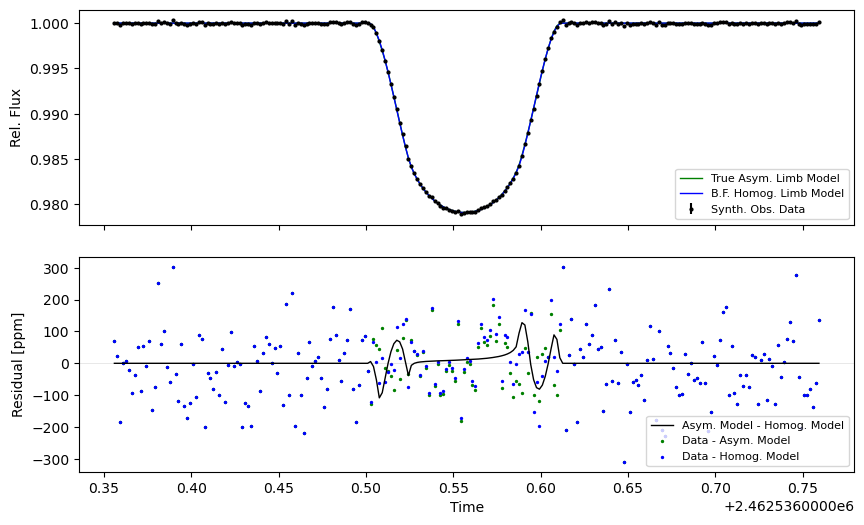 1.000
0.995
0.990
0.985
0.980
Rel. Flux
True Asym. Limb Model
B.F. Homog. Limb Model
Synth. Obs. Data
300
200
100
0
−100
−200
−300
Residual [ppm]
Asym. Model - Homog. Model
Data - Asym. Model
Data - Homog. Model
0.35 0.40 0.45 0.50 0.55 0.60 0.65 0.70 0.75
Time
+2.4625360000e6